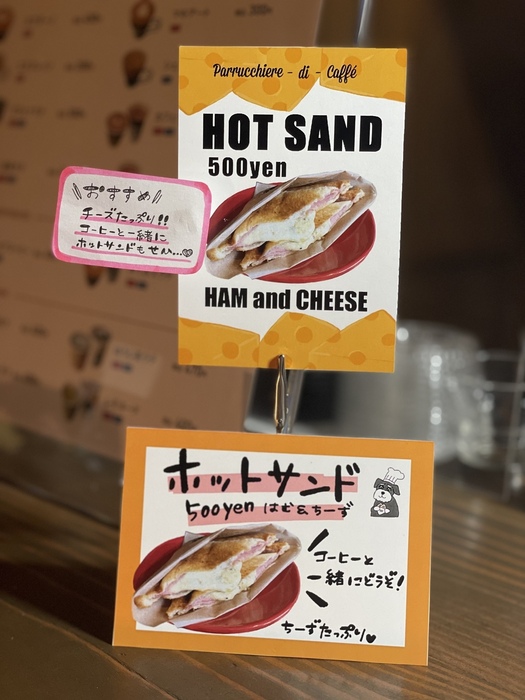 Parrucchiere - di - Caffé
HOT SAND
500yen
おすすめ
チーズたっぷり!!
コーヒーと一緒に
ホットサンドもぜひ...♡
HAM and CHEESE
ホットサンド
500yen はむ&ちーず
コーヒーと
一緒にどうぞ!
ちーずたっぷり♥